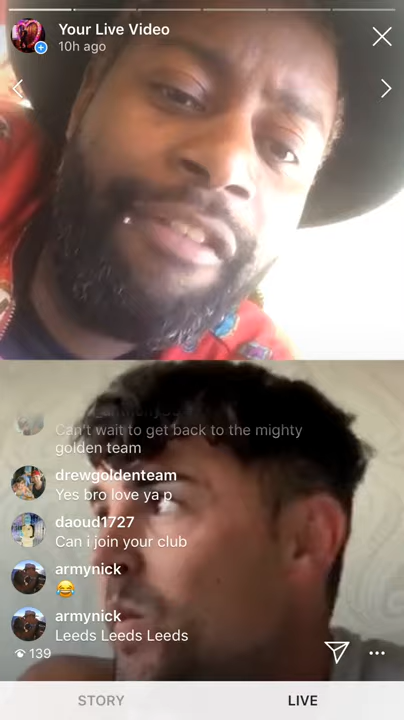 Your Live Video
10h ago
Can't wait to get back to the mighty
golden team
drewgoldenteam
Yes bro love ya p
daoud1727
Can i join your club
armynick
😂
armynick
Leeds Leeds Leeds
139
STORY
LIVE